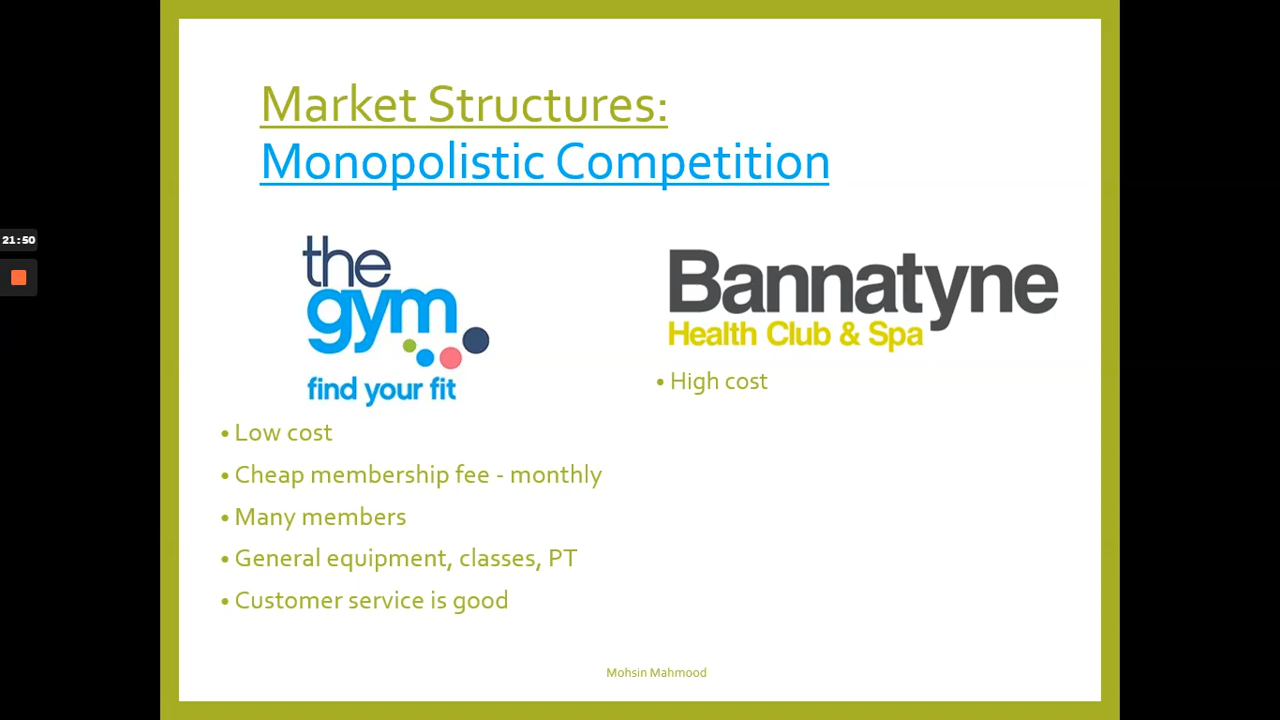 Market Structures:
Monopolistic Competition
21:50
the
gym
find your fit
• Low cost
• Cheap membership fee - monthly
• Many members
• General equipment, classes, PT
• Customer service is good
Bannatyne
Health Club & Spa
• High cost
Mohsin Mahmood